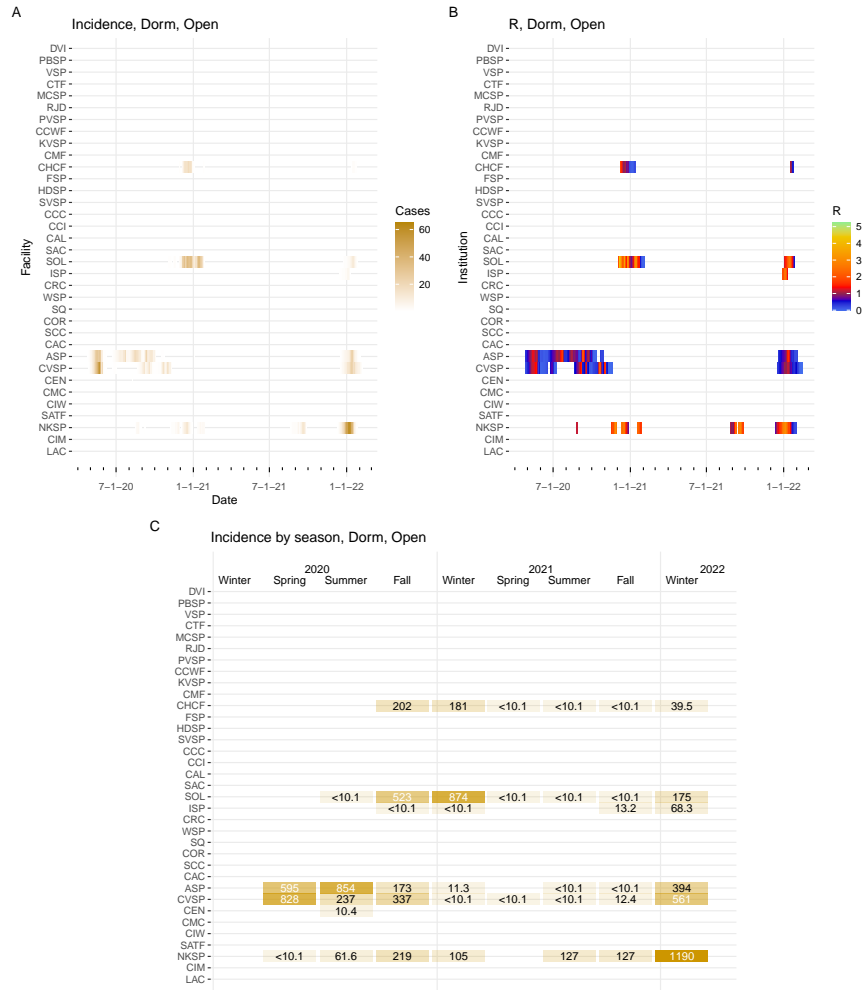 A
Incidence, Dorm, Open
DVI
PBSP
VSP
CTF
MCSP
RJD
PVSP
CCWF
KVSP
CMF
CHCF
FSP
HDSP
SVSP
CCC
CCI
CAL
SAC
SOL
ISP
CRC
WSP
SQ
COR
SCC
CAC
ASP
CVSP
CEN
CMC
CIW
SATF
NKSP
CIM
LAC
Facility
7−1−20 1−1−21 7−1−21 1−1−22
Date
Cases
60
40
20
B
R, Dorm, Open
DVI
PBSP
VSP
CTF
MCSP
RJD
PVSP
CCWF
KVSP
CMF
CHCF
FSP
HDSP
SVSP
CCC
CCI
CAL
SAC
SOL
ISP
CRC
WSP
SQ
COR
SCC
CAC
ASP
CVSP
CEN
CMC
CIW
SATF
NKSP
CIM
LAC
Institution
7−1−20 1−1−21 7−1−21 1−1−22
R
5
4
3
2
1
0
C
Incidence by season, Dorm, Open
2020 2021 2022
Winter Spring Summer Fall Winter Spring Summer Fall Winter
DVI
PBSP
VSP
CTF
MCSP
RJD
PVSP
CCWF
KVSP
CMF
CHCF 202 181 <10.1 <10.1 <10.1 39.5
FSP
HDSP
SVSP
CCC
CCI
CAL
SAC
SOL <10.1 523 874 <10.1 <10.1 <10.1 175
ISP <10.1 <10.1 13.2 68.3
CRC
WSP
SQ
COR
SCC
CAC
ASP 595 854 173 11.3 <10.1 <10.1 394
CVSP 828 237 337 <10.1 <10.1 <10.1 12.4 561
CEN 10.4
CMC
CIW
SATF
NKSP <10.1 61.6 219 105 127 127 1190
CIM
LAC